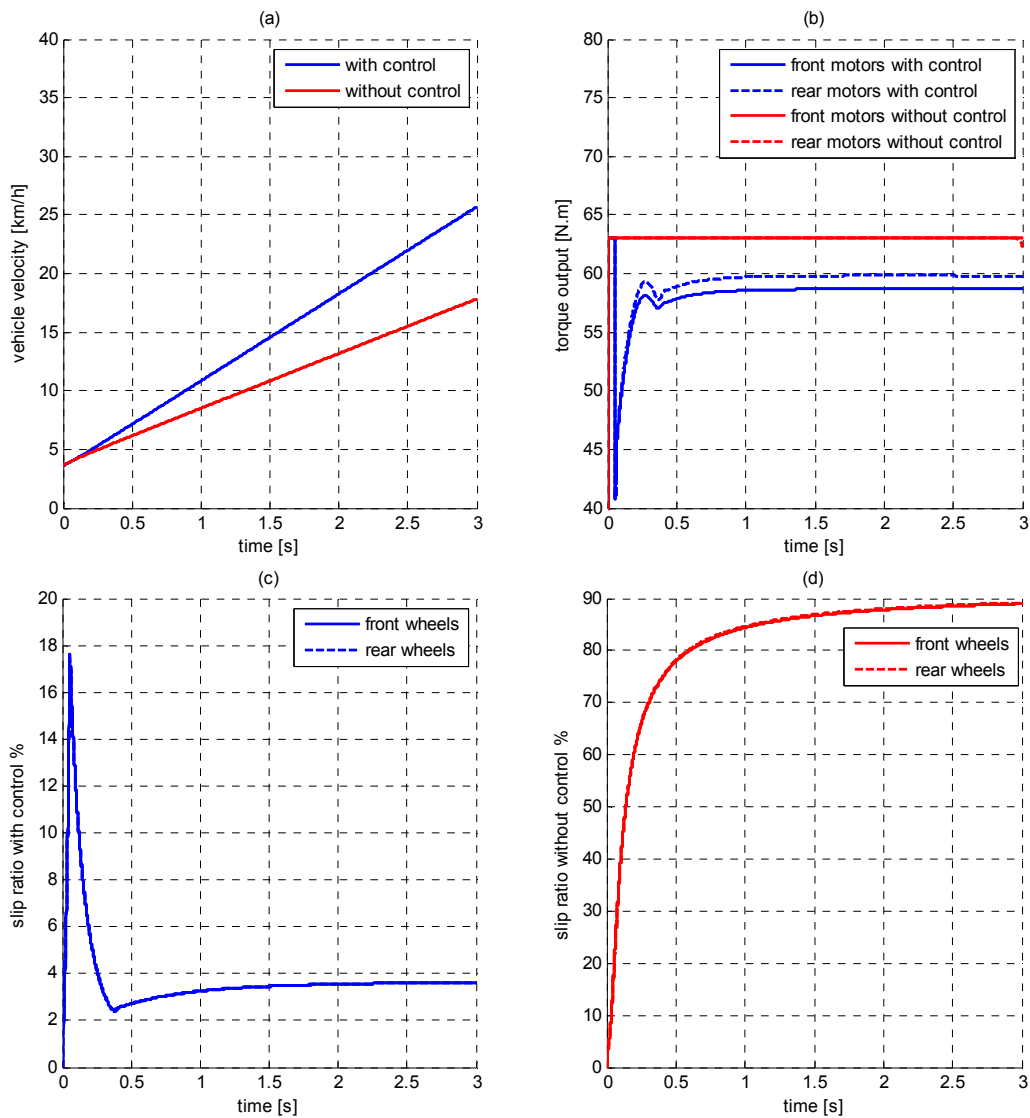 (a)
40
35
30
25
20
15
10
5
0
vehicle velocity [km/h]
with control
without control
0 0.5 1 1.5 2 2.5 3
time [s]
(b)
80
75
70
65
60
55
50
45
40
torque output [N.m]
front motors with control
rear motors with control
front motors without control
rear motors without control
0 0.5 1 1.5 2 2.5 3
time [s]
(c)
20
18
16
14
12
10
8
6
4
2
0
slip ratio with control %
front wheels
rear wheels
0 0.5 1 1.5 2 2.5 3
time [s]
(d)
90
80
70
60
50
40
30
20
10
0
slip ratio without control %
front wheels
rear wheels
0 0.5 1 1.5 2 2.5 3
time [s]